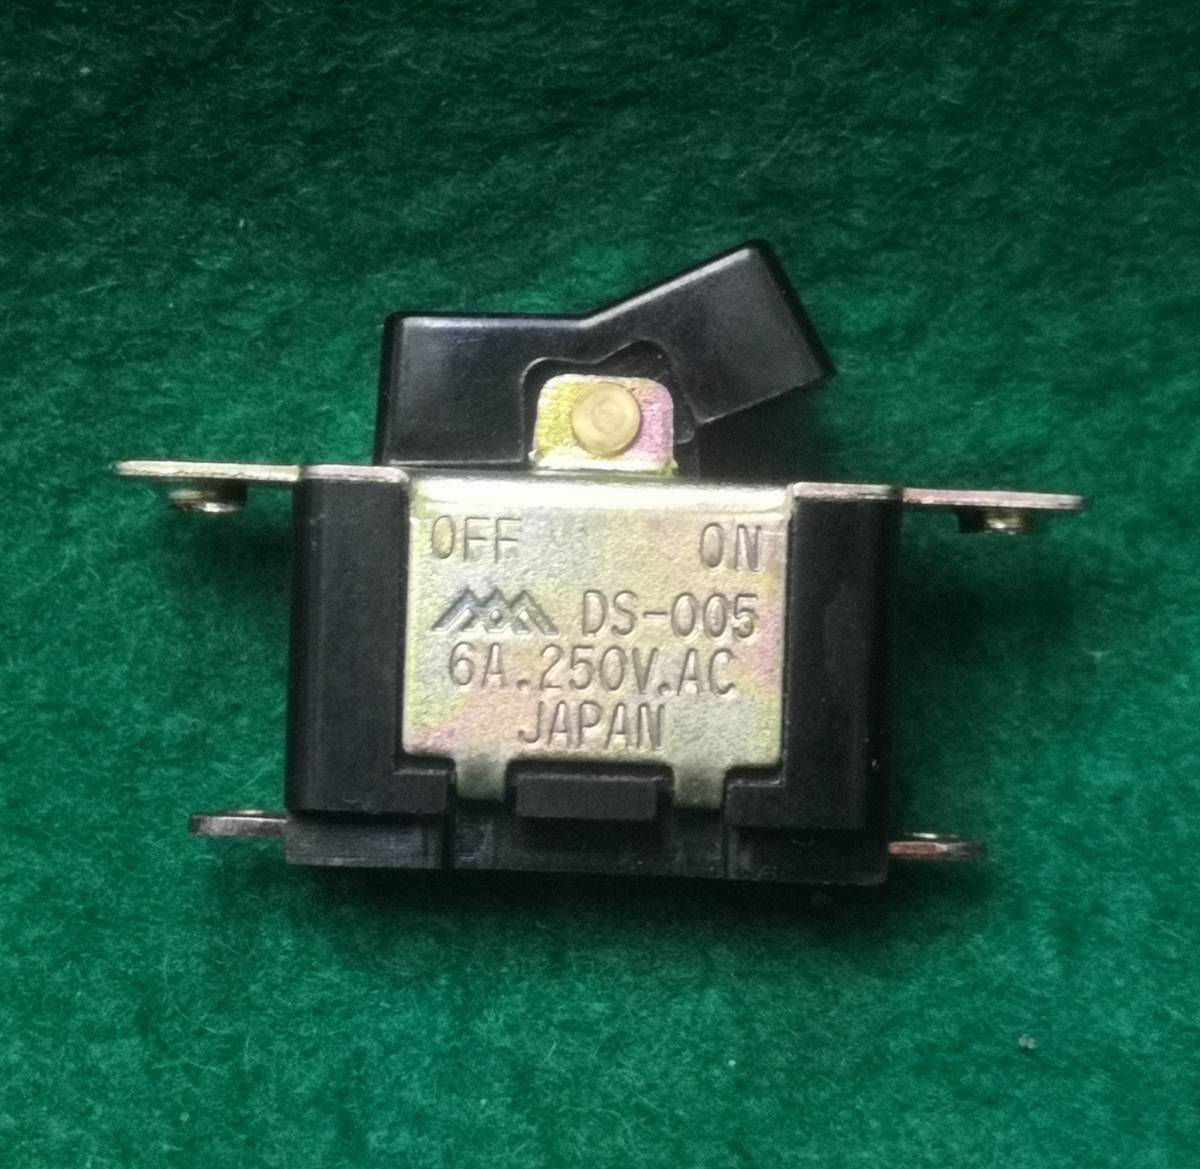 OFF ON
DS-005
6A.250V.AC
JAPAN